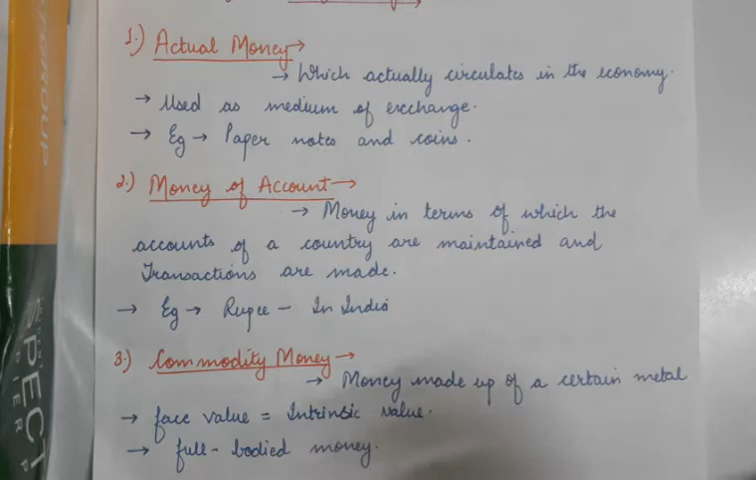 1.) Actual Money→
→ Which actually circulates in the economy.
→ Used as medium of exchange.
→ Eg → Paper notes and coins.
2.) Money of Account→
→ Money in terms of which the
accounts of a country are maintained and
Transactions are made.
→ Eg → Rupee - In India
3.) Commodity Money→
→ Money made up of a certain metal
→ face value = Intrinsic value.
→ full-bodied money.
GROUP
PECT